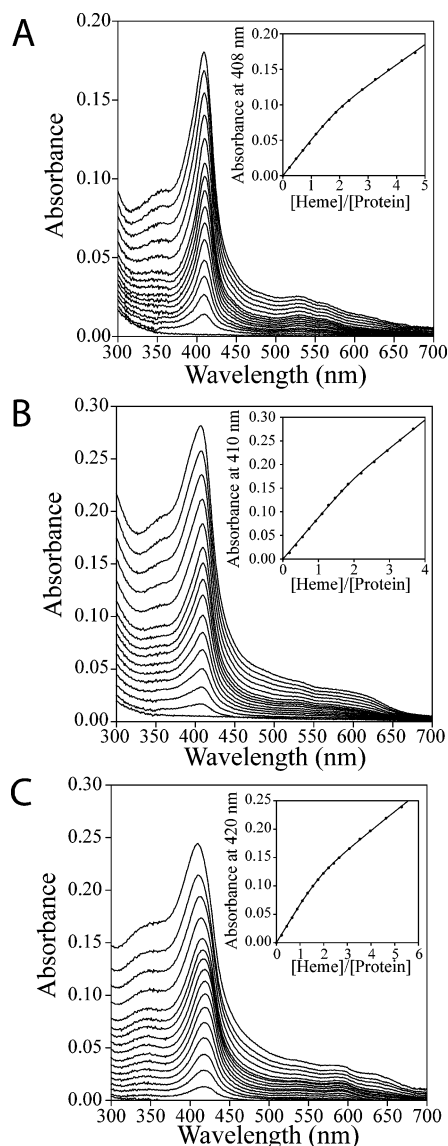 A
0.20
0.15
0.10
0.05
0.00
Absorbance
300 350 400 450 500 550 600 650 700
Wavelength (nm)
0.20
0.15
0.10
0.05
0.00
Absorbance at 408 nm
0 1 2 3 4 5
[Heme]/[Protein]
B
0.30
0.25
0.20
0.15
0.10
0.05
0.00
Absorbance
300 350 400 450 500 550 600 650 700
Wavelength (nm)
0.30
0.25
0.20
0.15
0.10
0.05
0.00
Absorbance at 410 nm
0 1 2 3 4
[Heme]/[Protein]
C
0.30
0.25
0.20
0.15
0.10
0.05
0.00
Absorbance
300 350 400 450 500 550 600 650 700
Wavelength (nm)
0.25
0.20
0.15
0.10
0.05
0.00
Absorbance at 420 nm
0 1 2 3 4 5 6
[Heme]/[Protein]